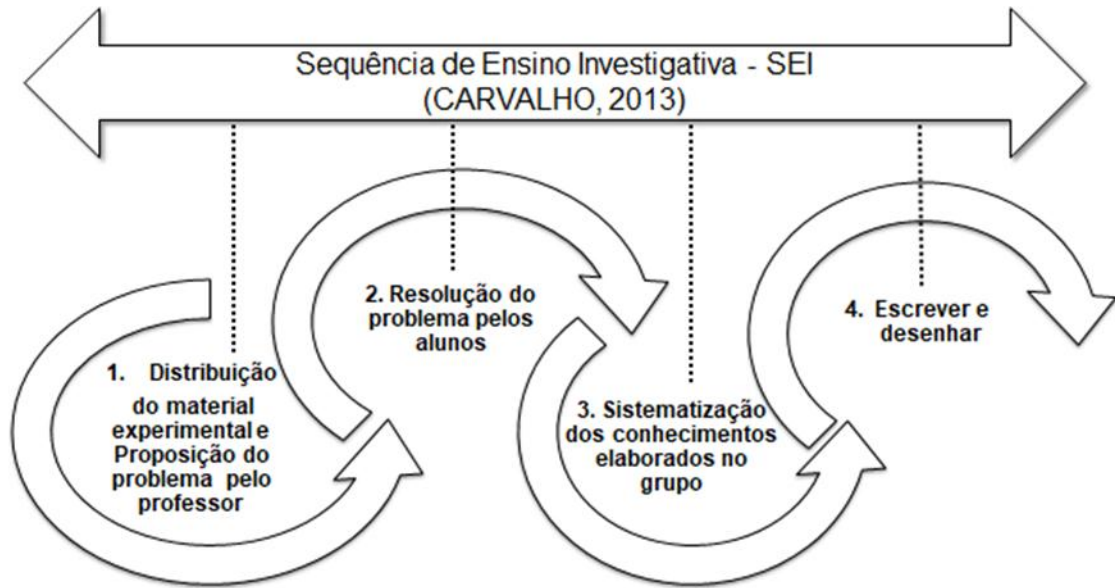 Sequência de Ensino Investigativa - SEI
(CARVALHO, 2013)
1. Distribuição
do material
experimental e
Proposição do
problema pelo
professor
2. Resolução do
problema pelos
alunos
3. Sistematização
dos conhecimentos
elaborados no
grupo
4. Escrever e
desenhar